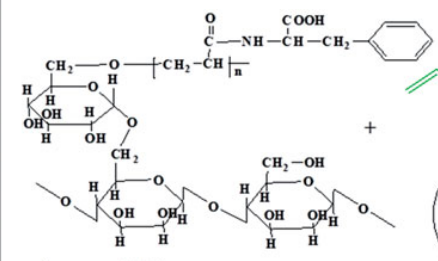 O COOH
C—NH—CH—CH₂
CH₂—O—[CH₂—CH]n
H O H
H
H H
OH OH O
H OH
CH₂
CH₂—OH
O O
H H H H
O OH OH H O OH OH H O
H H
H H
+